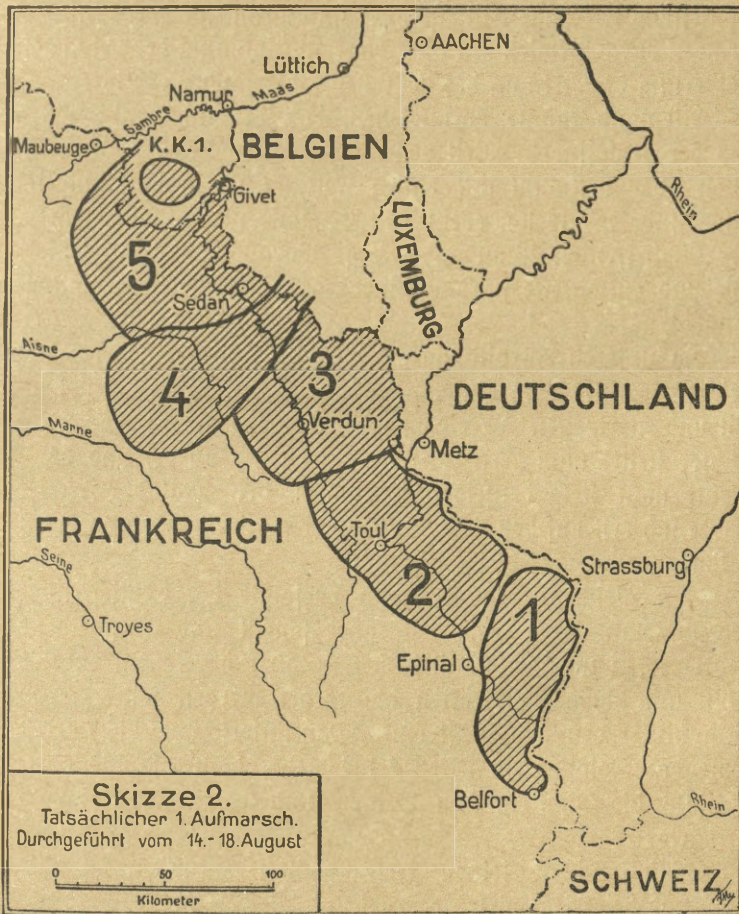 AACHEN
Lüttich
Namur
Maas
Sambre
Maubeuge
K.K.1.
BELGIEN
Givet
Rhein
LUXEMBURG
5
Sedan
Aisne
3
4
DEUTSCHLAND
Verdun
Marne
Metz
FRANKREICH
Toul
Seine
Strassburg
2
1
Troyes
Epinal
Belfort
Rhein
SCHWEIZ
Skizze 2.
Tatsächlicher 1. Aufmarsch.
Durchgeführt vom 14.-18.August
0 50 100
Kilometer